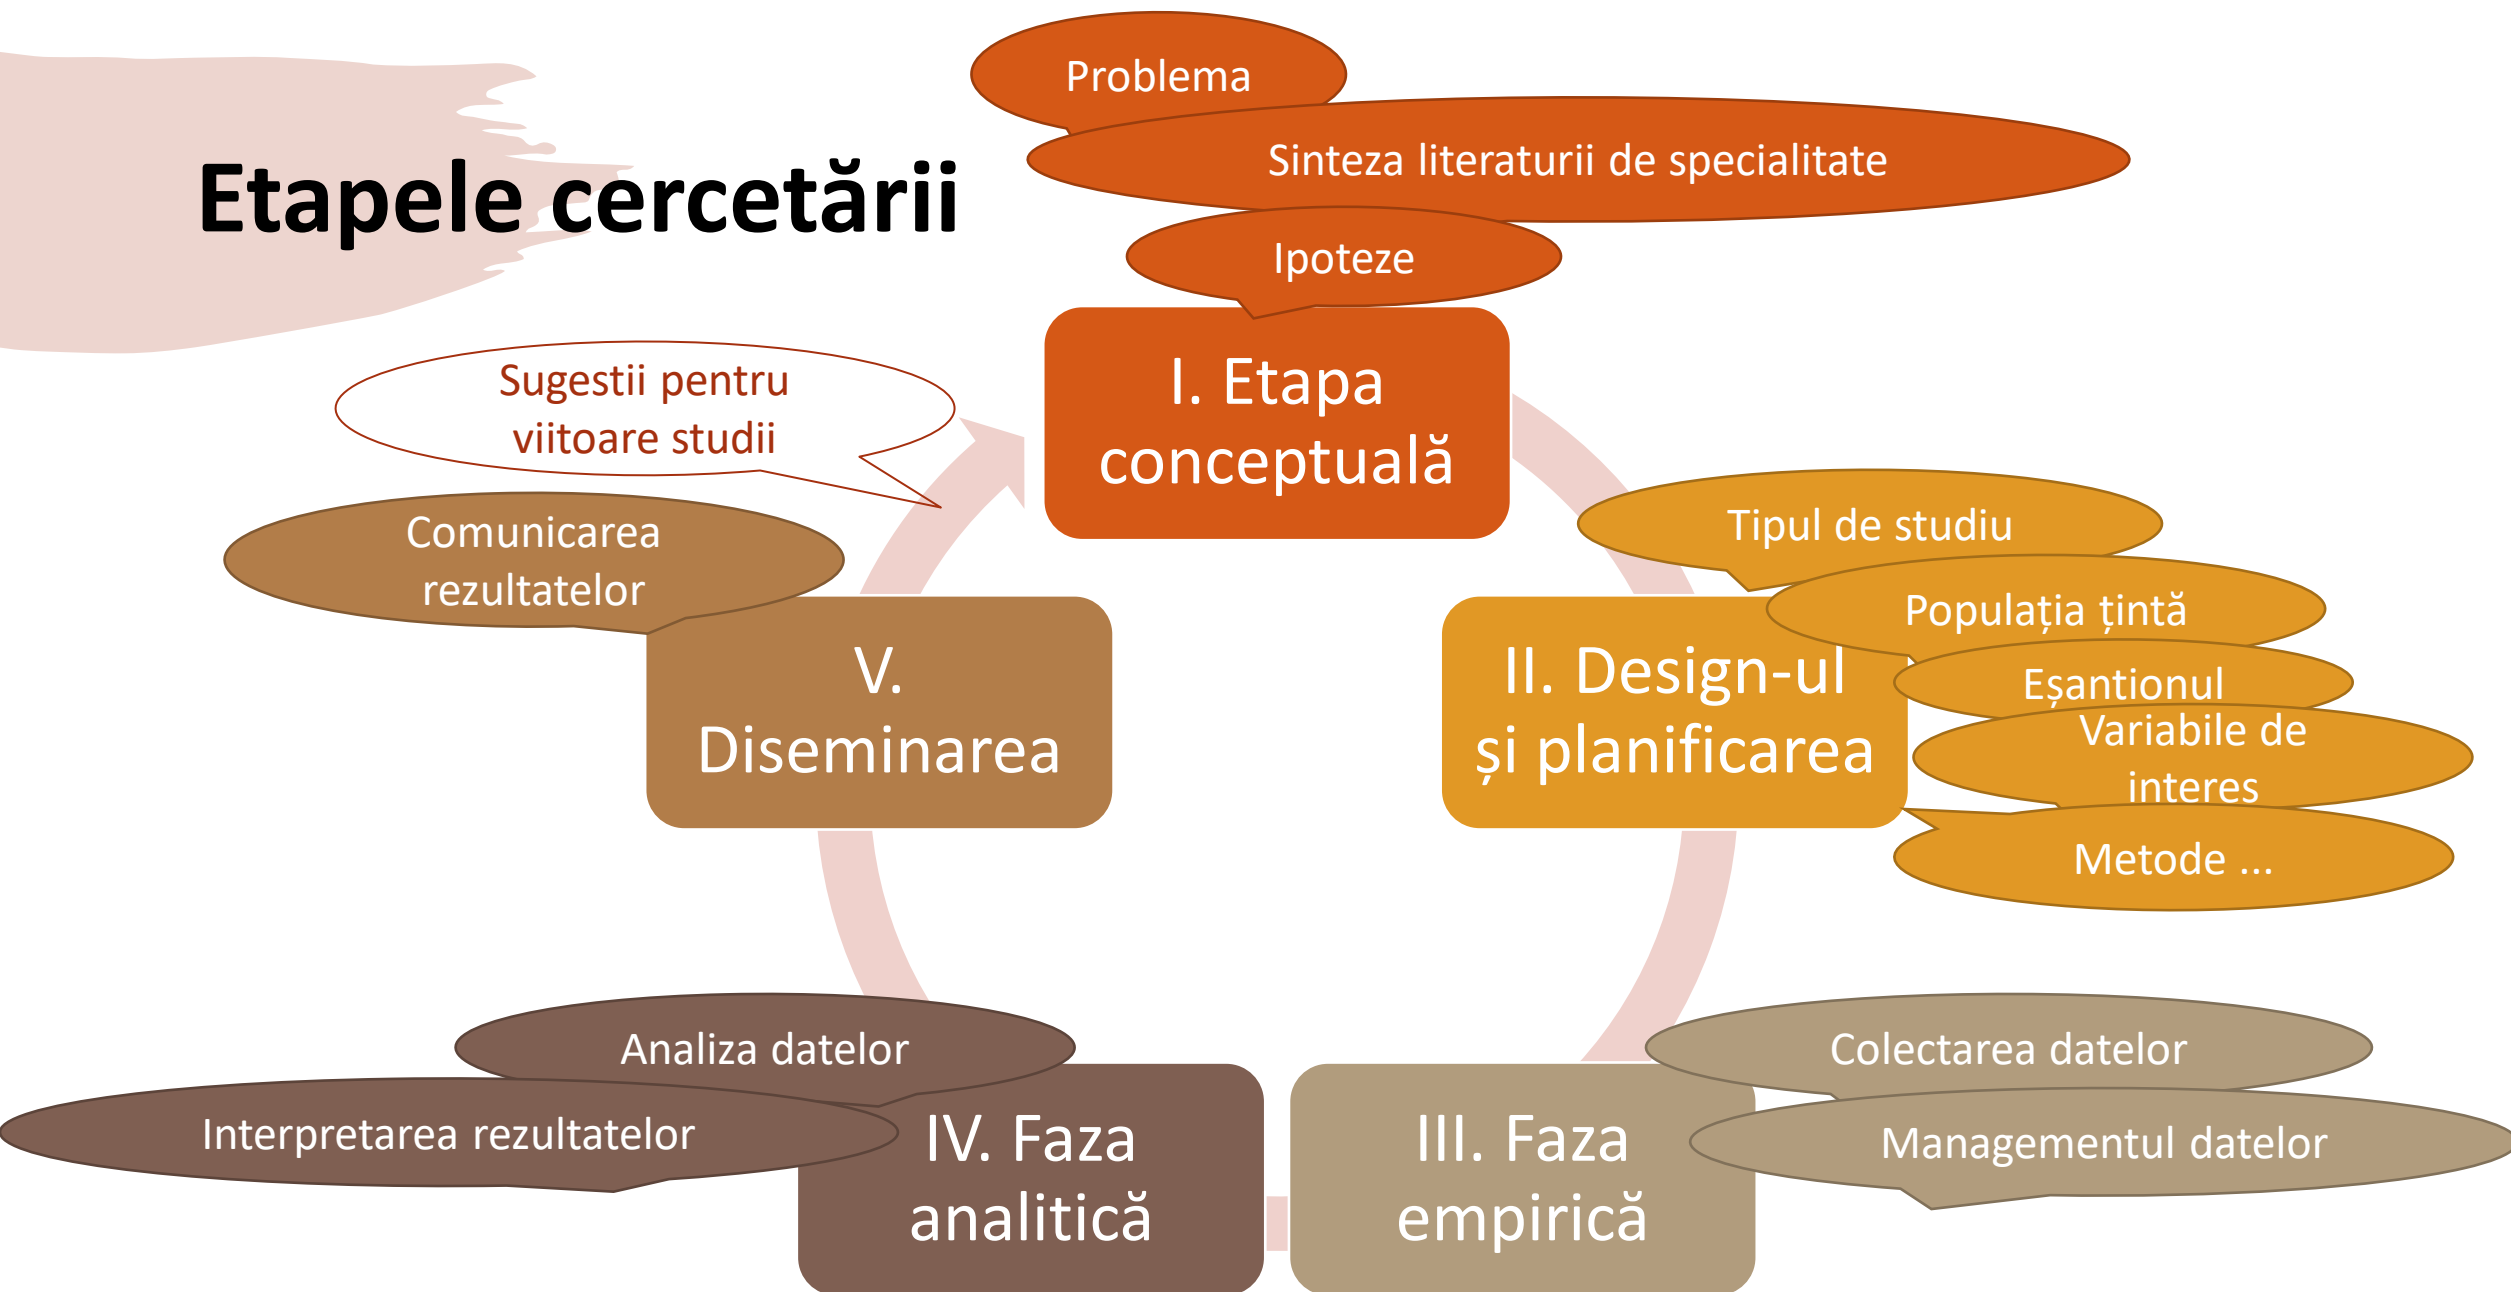 Etapele cercetării
Problema
Sinteza literaturii de specialitate
Ipoteze
I. Etapa
conceptuală
Tipul de studiu
Populația țintă
Eșantionul
Variabile de
interes
Metode ...
II. Design-ul
și planificarea
Colectarea datelor
Managementul datelor
III. Faza
empirică
Analiza datelor
Interpretarea rezultatelor
IV. Faza
analitică
Comunicarea
rezultatelor
V.
Diseminarea
Sugestii pentru
viitoare studii